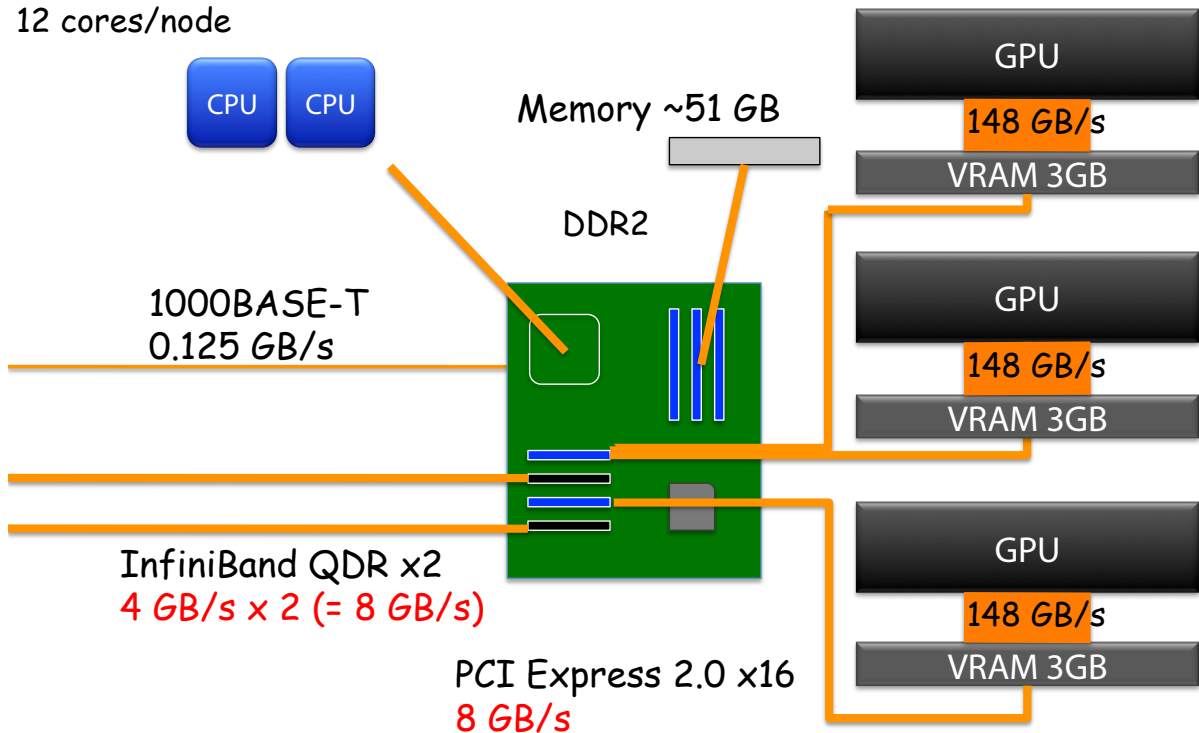 12 cores/node
CPU
CPU
Memory ~51 GB
DDR2
1000BASE-T
0.125 GB/s
InfiniBand QDR x2
4 GB/s x 2 (= 8 GB/s)
PCI Express 2.0 x16
8 GB/s
GPU
148 GB/s
VRAM 3GB
GPU
148 GB/s
VRAM 3GB
GPU
148 GB/s
VRAM 3GB